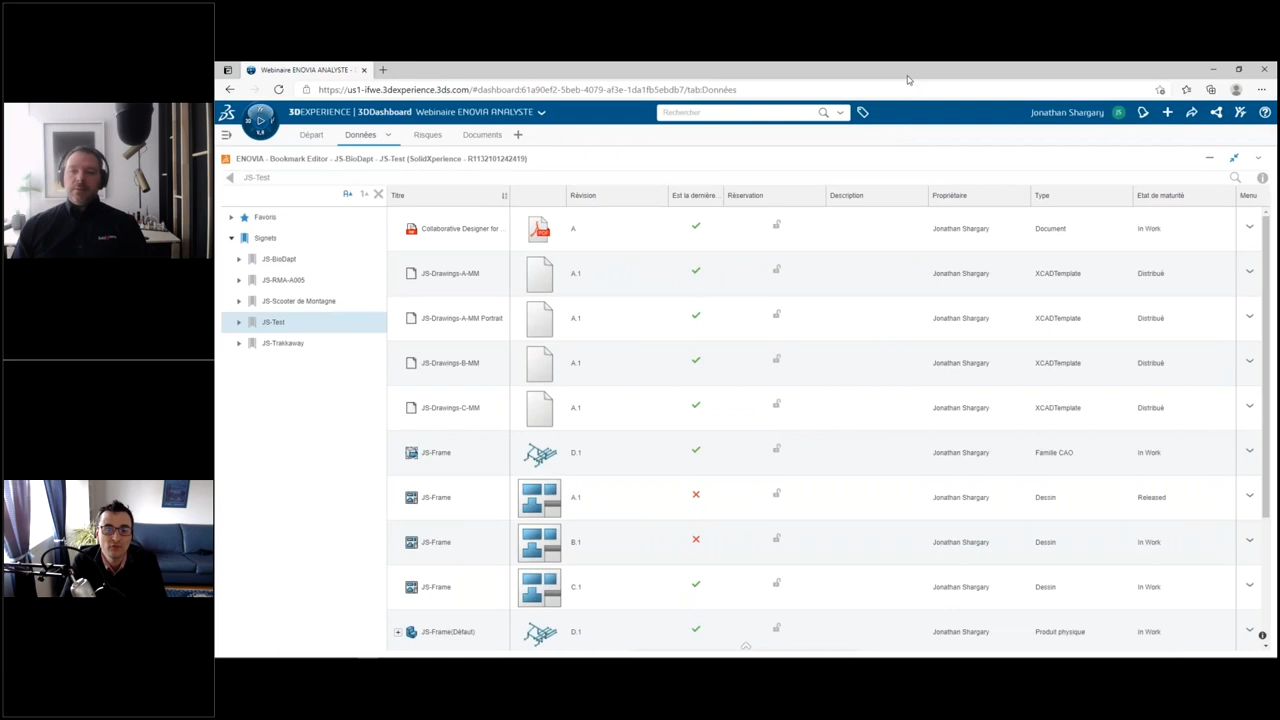 Webinaire ENOVIA ANALYSTE -
https://us1-ifwe.3dexperience.3ds.com/#dashboard:61a90ef2-5beb-4079-af3e-1da1fb5ebdb7/tab:Données
3DEXPERIENCE | 3DDashboard Webinaire ENOVIA ANALYSTE
Rechercher
Jonathan Shargary
JS
V,R
Départ Données Risques Documents
ENOVIA - Bookmark Editor - JS-BioDapt - JS-Test (SolidXperience - R1132101242419)
JS-Test
Favoris
Signets
JS-BioDapt
JS-RMA-A005
JS-Scooter de Montagne
JS-Test
JS-Trakkaway
Titre Révision Est la dernière... Réservation Description Propriétaire Type Etat de maturité Menu
Collaborative Designer for ... A Jonathan Shargary Document In Work
JS-Drawings-A-MM A.1 Jonathan Shargary XCADTemplate Distribué
JS-Drawings-A-MM Portrait A.1 Jonathan Shargary XCADTemplate Distribué
JS-Drawings-B-MM A.1 Jonathan Shargary XCADTemplate Distribué
JS-Drawings-C-MM A.1 Jonathan Shargary XCADTemplate Distribué
JS-Frame D.1 Jonathan Shargary Famille CAO In Work
JS-Frame A.1 Jonathan Shargary Dessin Released
JS-Frame B.1 Jonathan Shargary Dessin In Work
JS-Frame C.1 Jonathan Shargary Dessin In Work
JS-Frame(Défaut) D.1 Jonathan Shargary Produit physique In Work